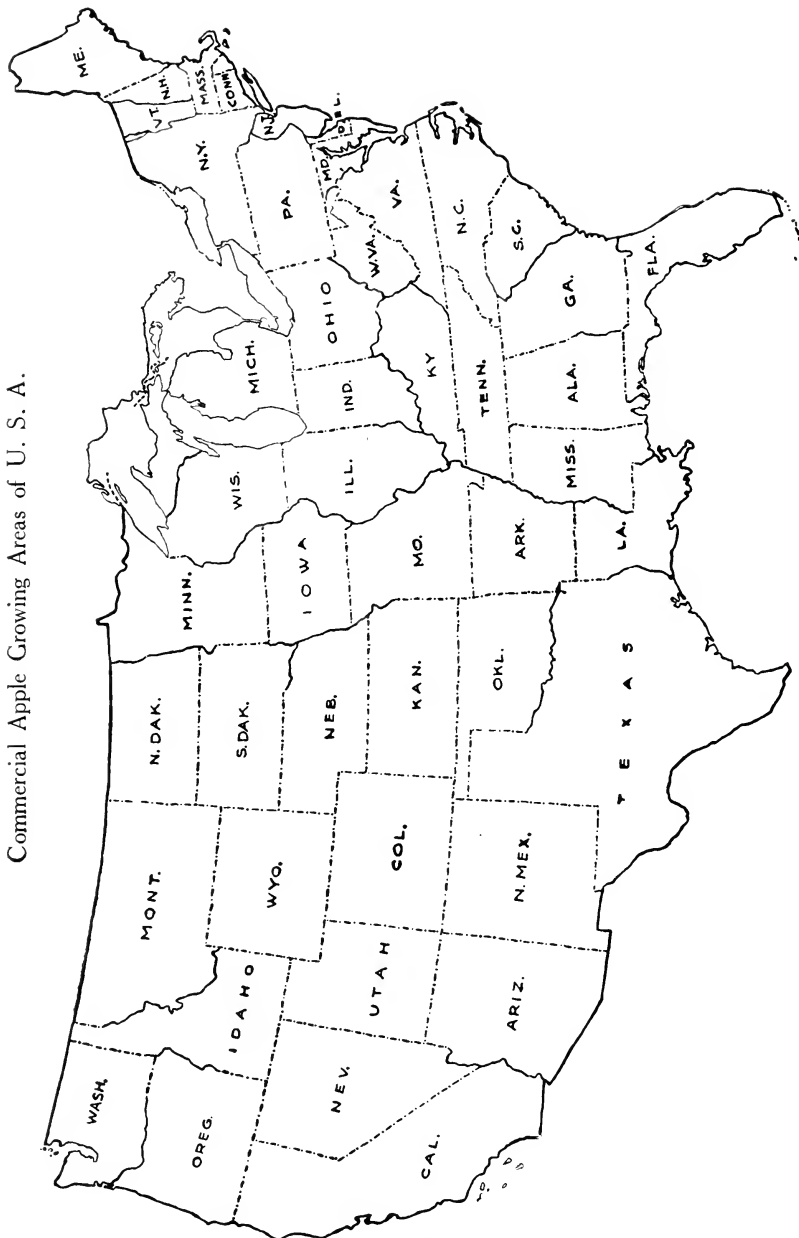 Commercial Apple Growing Areas of U. S. A.
WASH.
OREG.
CAL.
NEV.
IDAHO
MONT.
WYO.
UTAH
ARIZ.
COL.
N.MEX.
N.DAK.
S.DAK.
NEB.
KAN.
OKL.
TEXAS
MINN.
IOWA
MO.
ARK.
LA.
WIS.
ILL.
MICH.
IND.
OHIO
KY
TENN.
MISS.
ALA.
GA.
FLA.
S.C.
N.C.
VA.
W.VA.
MD.
DEL.
PA.
N.J.
N.Y.
CONN.
MASS.
VT.
N.H.
ME.